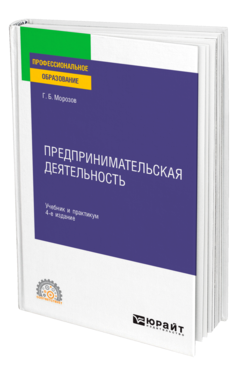 ПРОФЕССИОНАЛЬНОЕ
ОБРАЗОВАНИЕ
Г. Б. Морозов
ПРЕДПРИНИМАТЕЛЬСКАЯ
ДЕЯТЕЛЬНОСТЬ
Учебник и практикум
4-е издание
юрайт